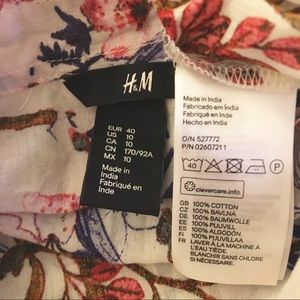 H&M
EUR 40
US 10
CA 10
CN 170/92A
MX 10
Made in
India
Fabriqué en
Inde
Made in India
Fabricado em Índia
Fabriqué en Inde
Hecho en India
O/N 527772
P/N 02607211
40
P
clevercare.info
GB 100% COTTON
CZ 100% BAVLNA
DE 100% BAUMWOLLE
EE 100% PUUVILL
ES 100% ALGODÓN
FI 100% PUUVILLAA
FR LAVER À LA MACHINE À
L'EAU TIÈDE.
BLANCHIR SANS CHLORE
SI NÉCESSAIRE.